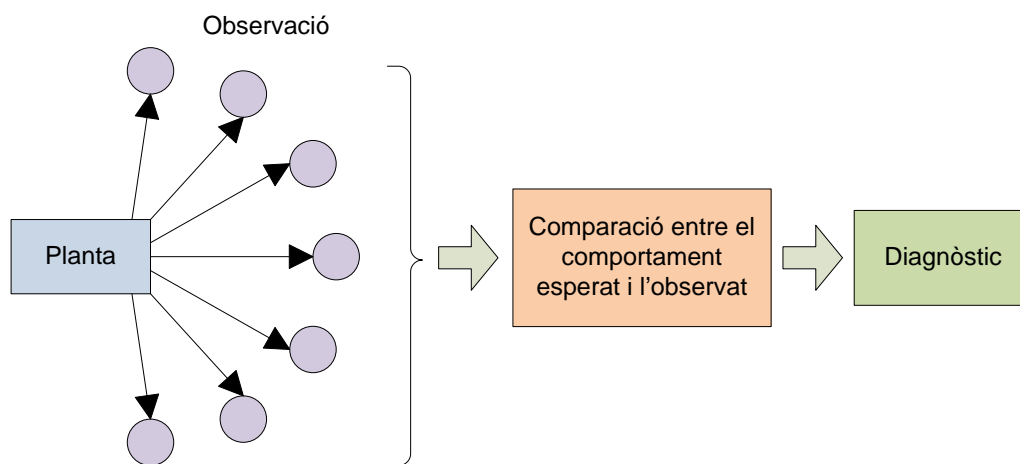 Observació
Planta
Comparació entre el
comportament
esperat i l’observat
Diagnòstic